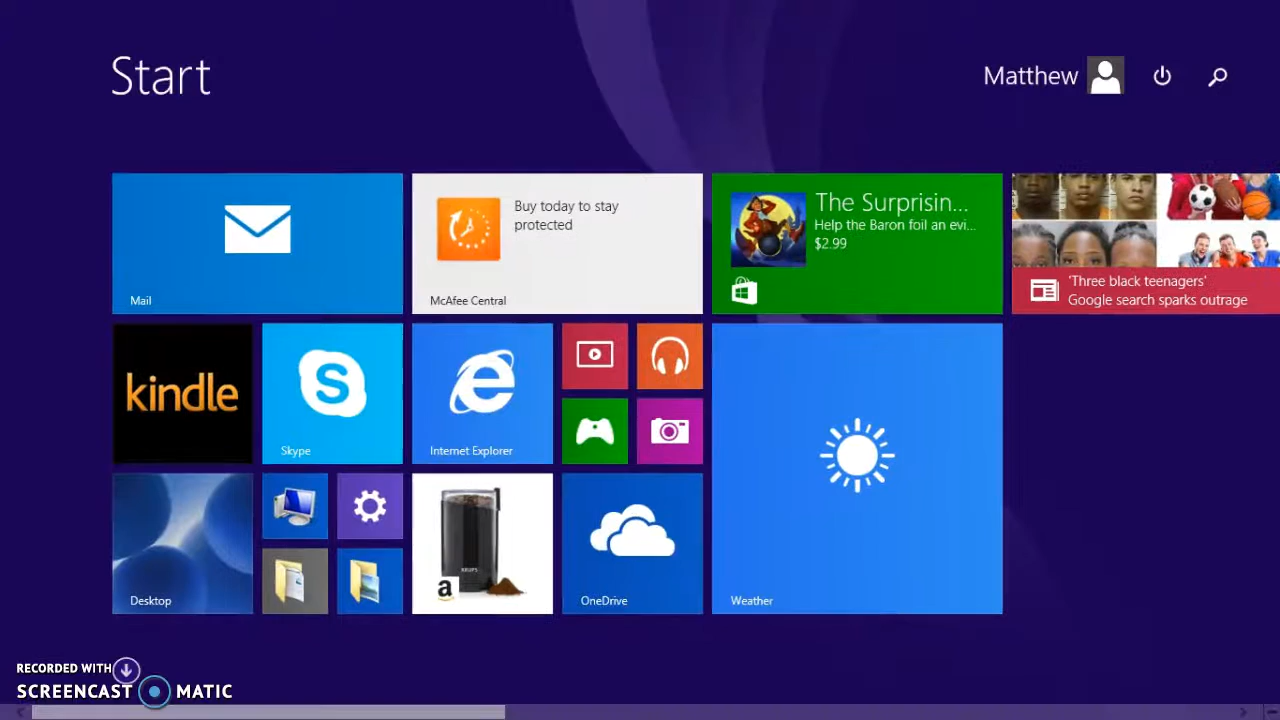 Start
Matthew
Buy today to stay
protected
The Surprisin...
Help the Baron foil an evi...
$2.99
'Three black teenagers'
Google search sparks outrage
Mail
McAfee Central
kindle
Skype
Internet Explorer
KRUPS
a
Desktop
OneDrive
Weather
RECORDED WITH
SCREENCAST MATIC